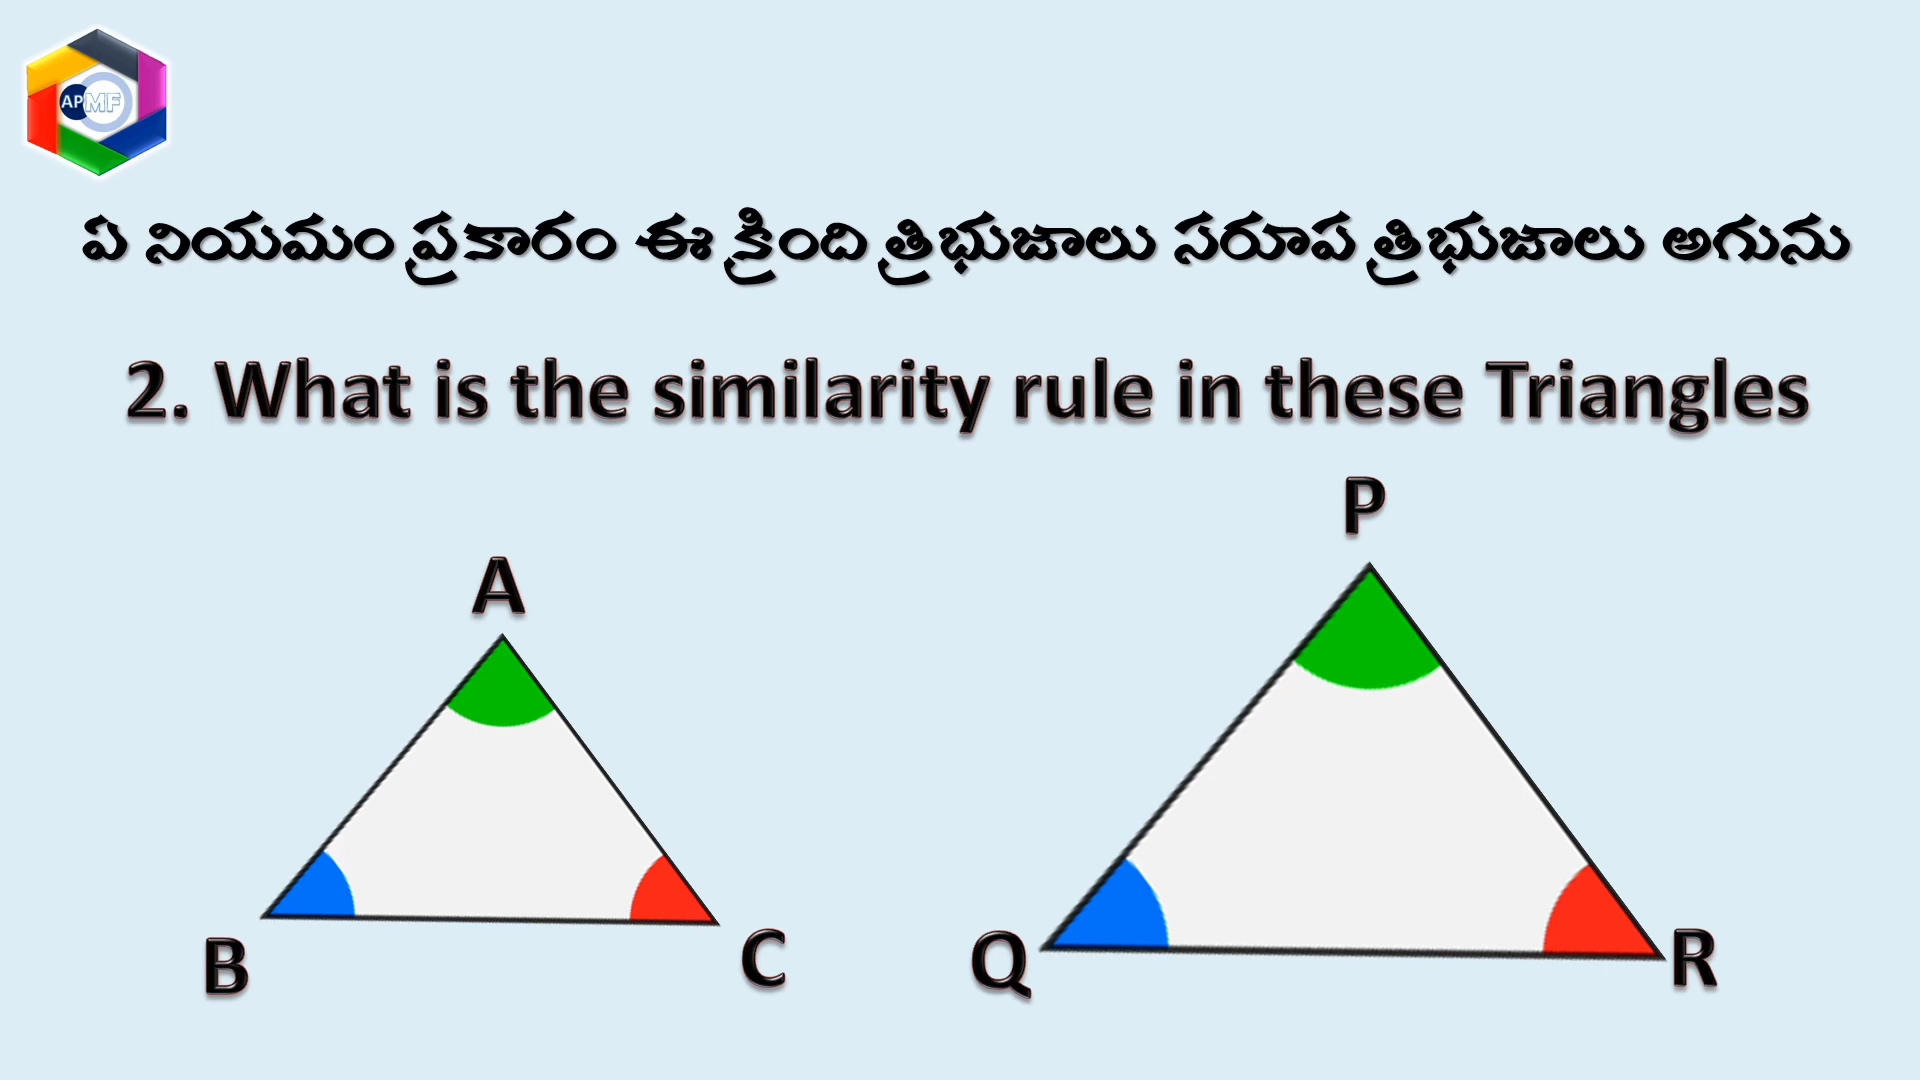 APMF
ఏ నియమం ప్రకారం ఈ క్రింది త్రిభుజాలు సరూప త్రిభుజాలు అగును
2. What is the similarity rule in these Triangles
P
A
B
C
Q
R